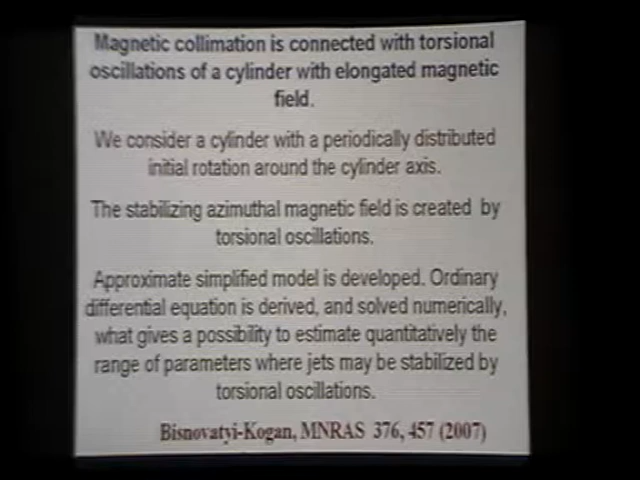 Magnetic collimation is connected with torsional
oscillations of a cylinder with elongated magnetic
field.
We consider a cylinder with a periodically distributed
initial rotation around the cylinder axis.
The stabilizing azimuthal magnetic field is created by
torsional oscillations.
Approximate simplified model is developed. Ordinary
differential equation is derived, and solved numerically,
what gives a possibility to estimate quantitatively the
range of parameters where jets may be stabilized by
torsional oscillations.
Bisnovatyi-Kogan, MNRAS 376, 457 (2007)